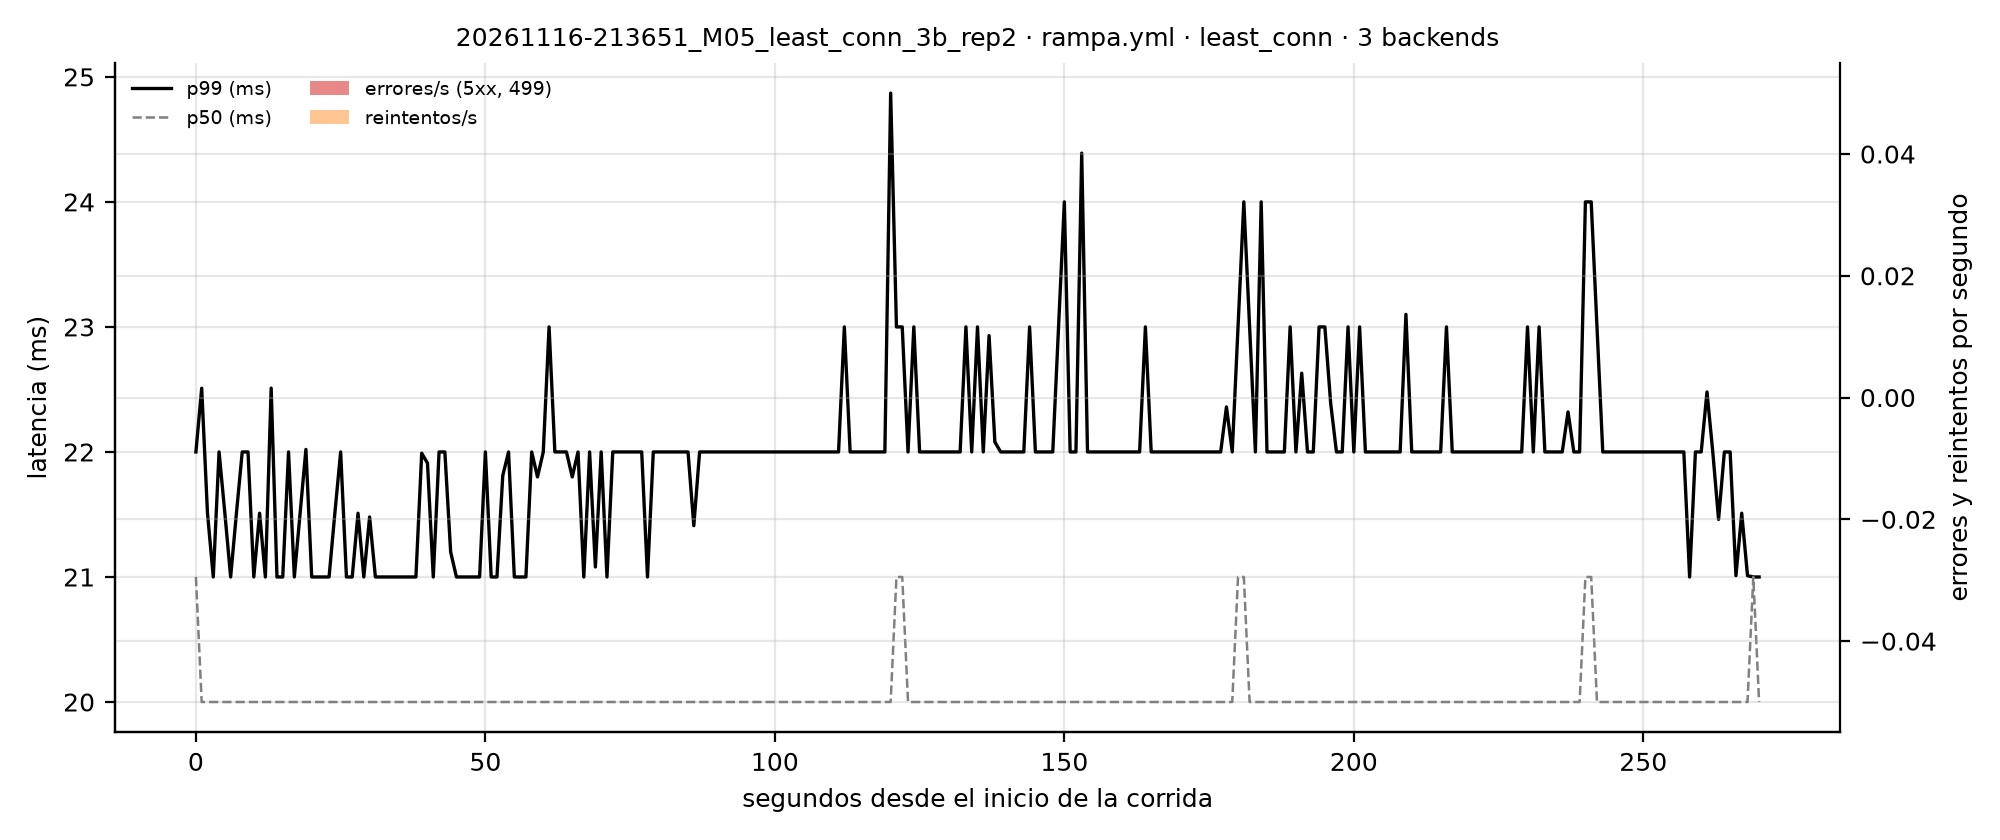 20261116-213651_M05_least_conn_3b_rep2 · rampa.yml · least_conn · 3 backends
p99 (ms)
p50 (ms)
errores/s (5xx, 499)
reintentos/s
latencia (ms)
25
24
23
22
21
20
0.04
0.02
0.00
−0.02
−0.04
errores y reintentos por segundo
0 50 100 150 200 250
segundos desde el inicio de la corrida